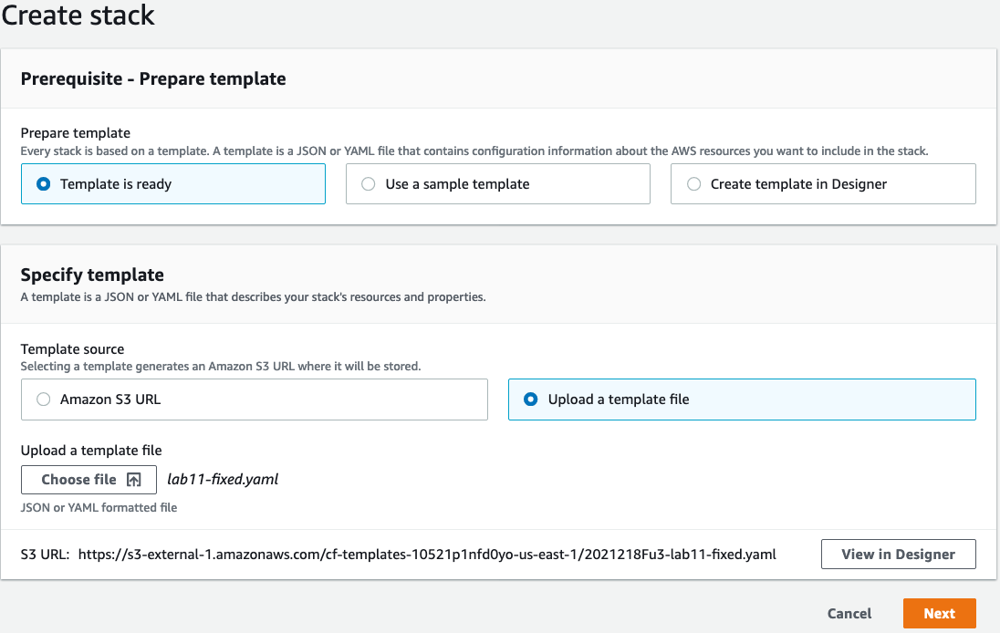 Create stack
Prerequisite - Prepare template
Prepare template
Every stack is based on a template. A template is a JSON or YAML file that contains configuration information about the AWS resources you want to include in the stack.
Template is ready
Use a sample template
Create template in Designer
Specify template
A template is a JSON or YAML file that describes your stack's resources and properties.
Template source
Selecting a template generates an Amazon S3 URL where it will be stored.
Amazon S3 URL
Upload a template file
Upload a template file
Choose file
lab11-fixed.yaml
JSON or YAML formatted file
S3 URL: https://s3-external-1.amazonaws.com/cf-templates-10521p1nfd0yo-us-east-1/2021218Fu3-lab11-fixed.yaml
View in Designer
Cancel
Next